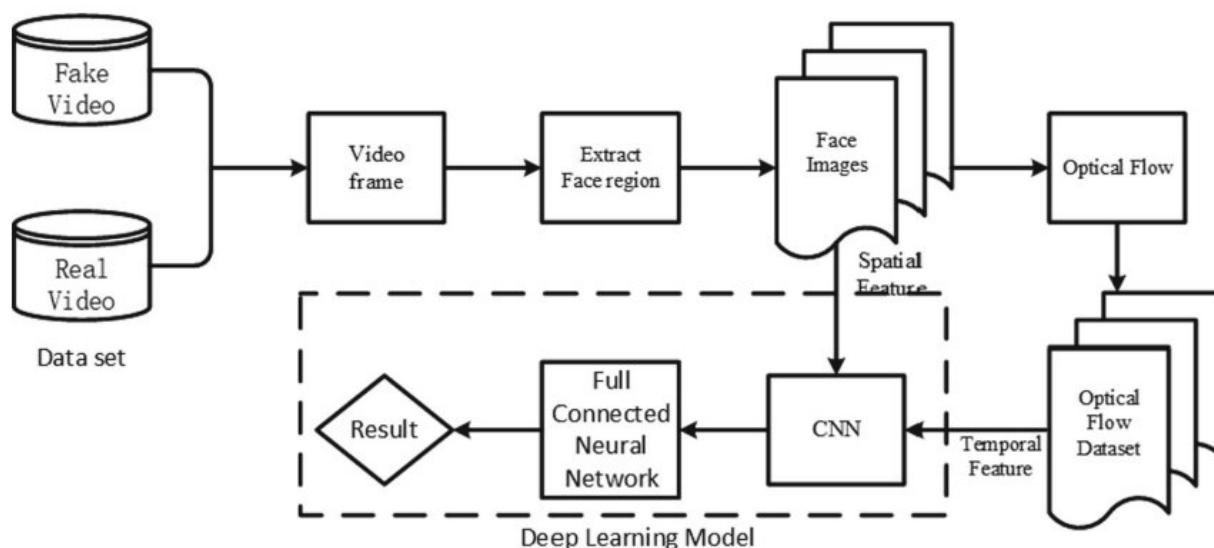 Fake
Video
Real
Video
Data set
Video
frame
Extract
Face region
Face
Images
Optical Flow
Spatial
Feature
Optical
Flow
Dataset
Temporal
Feature
CNN
Full
Connected
Neural
Network
Result
Deep Learning Model